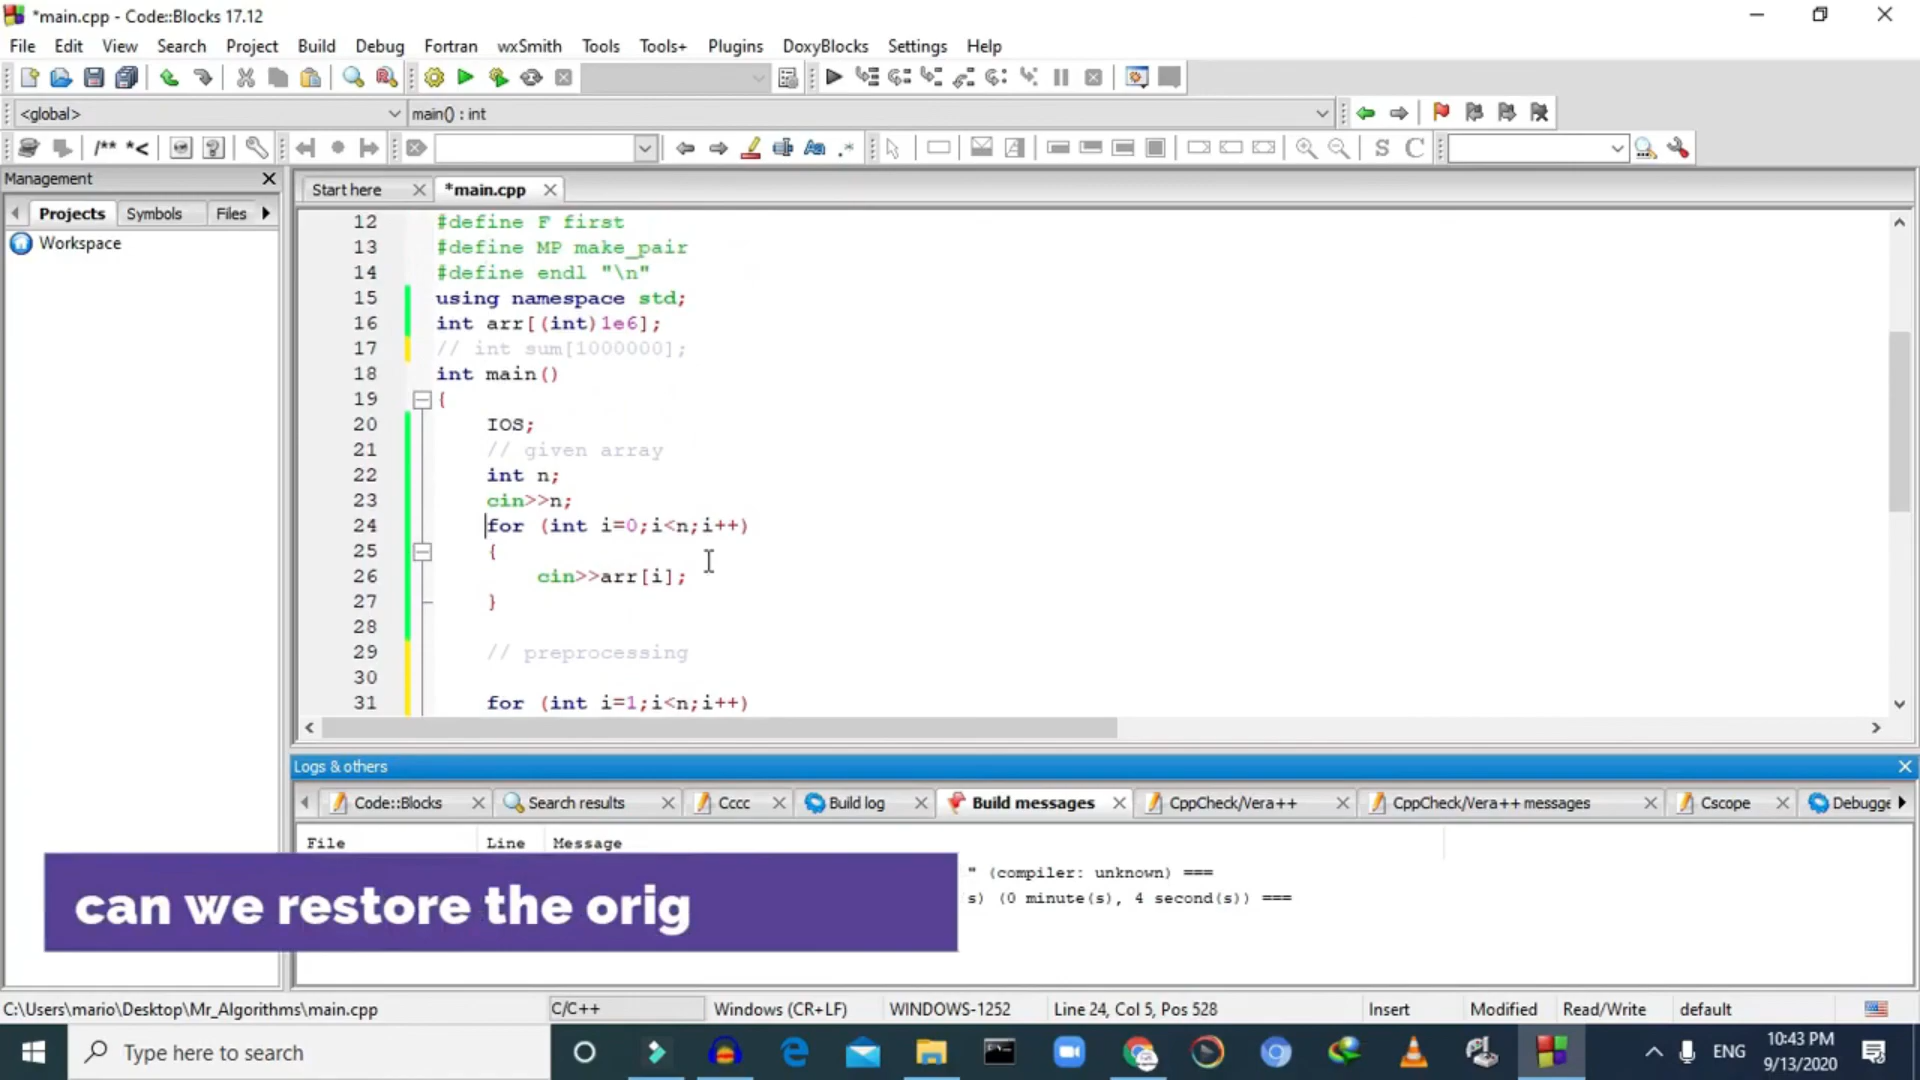 *main.cpp - Code::Blocks 17.12
File Edit View Search Project Build Debug Fortran wxSmith Tools Tools+ Plugins DoxyBlocks Settings Help
<global> main() : int
/** *<
S C
Management
Projects Symbols Files
Workspace
Start here *main.cpp
12 #define F first
13 #define MP make_pair
14 #define endl "\n"
15 using namespace std;
16 int arr[(int)1e6];
17 // int sum[1000000];
18 int main()
19 {
20 IOS;
21 // given array
22 int n;
23 cin>>n;
24 for (int i=0;i<n;i++)
25 {
26 cin>>arr[i];
27 }
28
29 // preprocessing
30
31 for (int i=1;i<n;i++)
Logs & others
Code::Blocks Search results Cccc Build log Build messages CppCheck/Vera++ CppCheck/Vera++ messages Cscope Debugge
File Line Message
" (compiler: unknown) ===
s) (0 minute(s), 4 second(s)) ===
can we restore the orig
C:\Users\mario\Desktop\Mr_Algorithms\main.cpp C/C++ Windows (CR+LF) WINDOWS-1252 Line 24, Col 5, Pos 528 Insert Modified Read/Write default
Type here to search
ENG
10:43 PM
9/13/2020